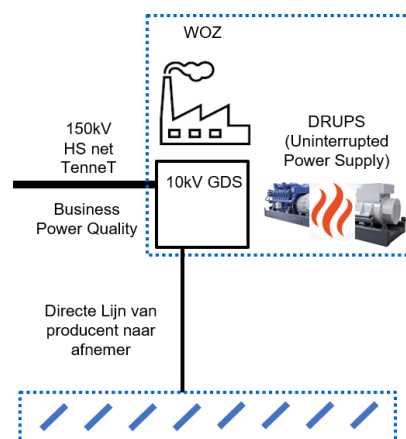 WOZ
DRUPS
(Uninterrupted
Power Supply)
150kV
HS net
TenneT
10kV GDS
Business
Power Quality
Directe Lijn van
producent naar
afnemer